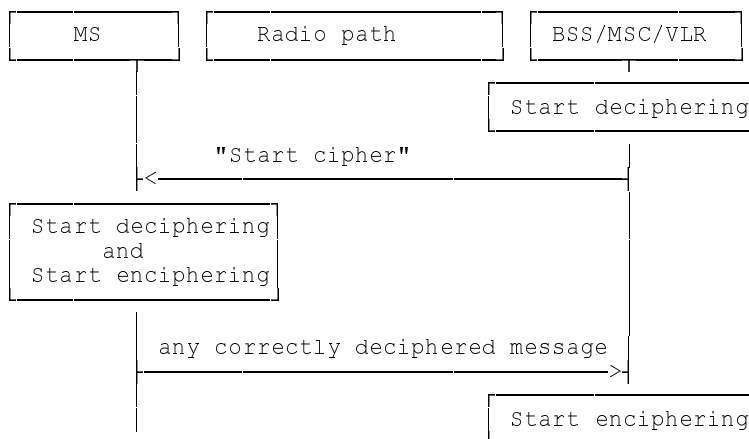 MS Radio path BSS/MSC/VLR
Start deciphering
"Start cipher"
Start deciphering
and
Start enciphering
any correctly deciphered message
Start enciphering